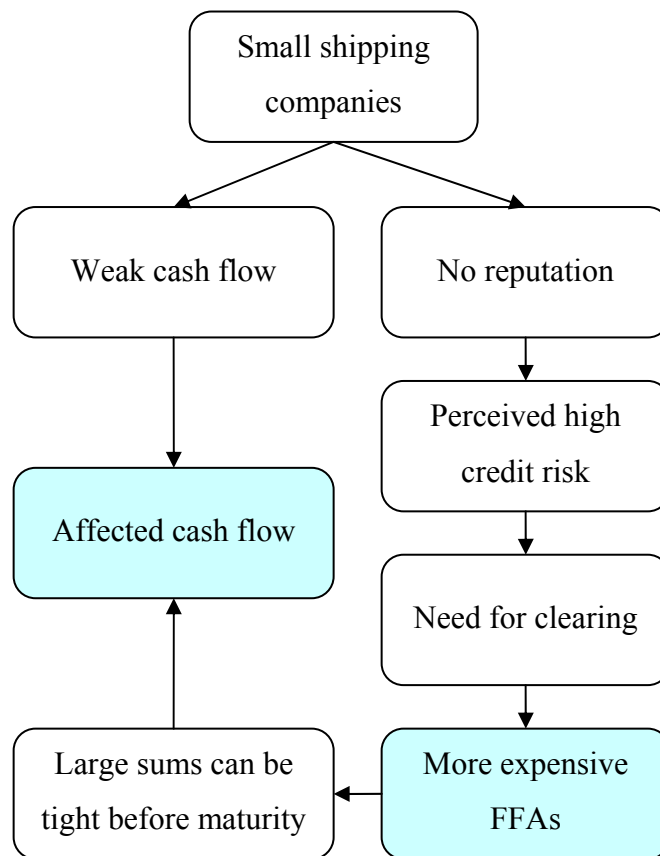 Small shipping
companies
Weak cash flow
No reputation
Perceived high
credit risk
Affected cash flow
Need for clearing
Large sums can be
tight before maturity
More expensive
FFAs